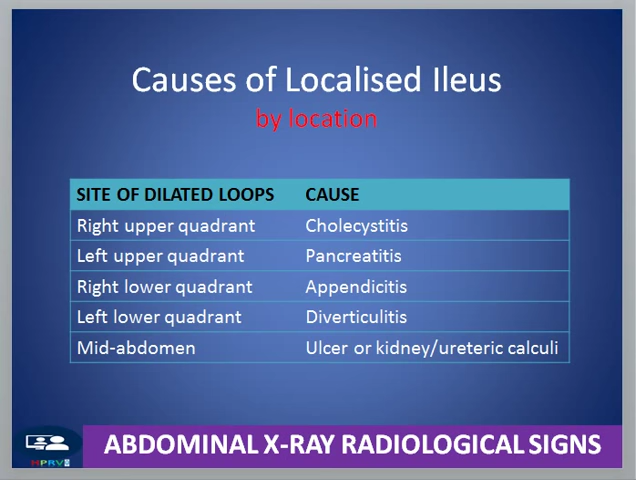 Causes of Localised Ileus
by location
SITE OF DILATED LOOPS CAUSE
Right upper quadrant Cholecystitis
Left upper quadrant Pancreatitis
Right lower quadrant Appendicitis
Left lower quadrant Diverticulitis
Mid-abdomen Ulcer or kidney/ureteric calculi
ABDOMINAL X-RAY RADIOLOGICAL SIGNS